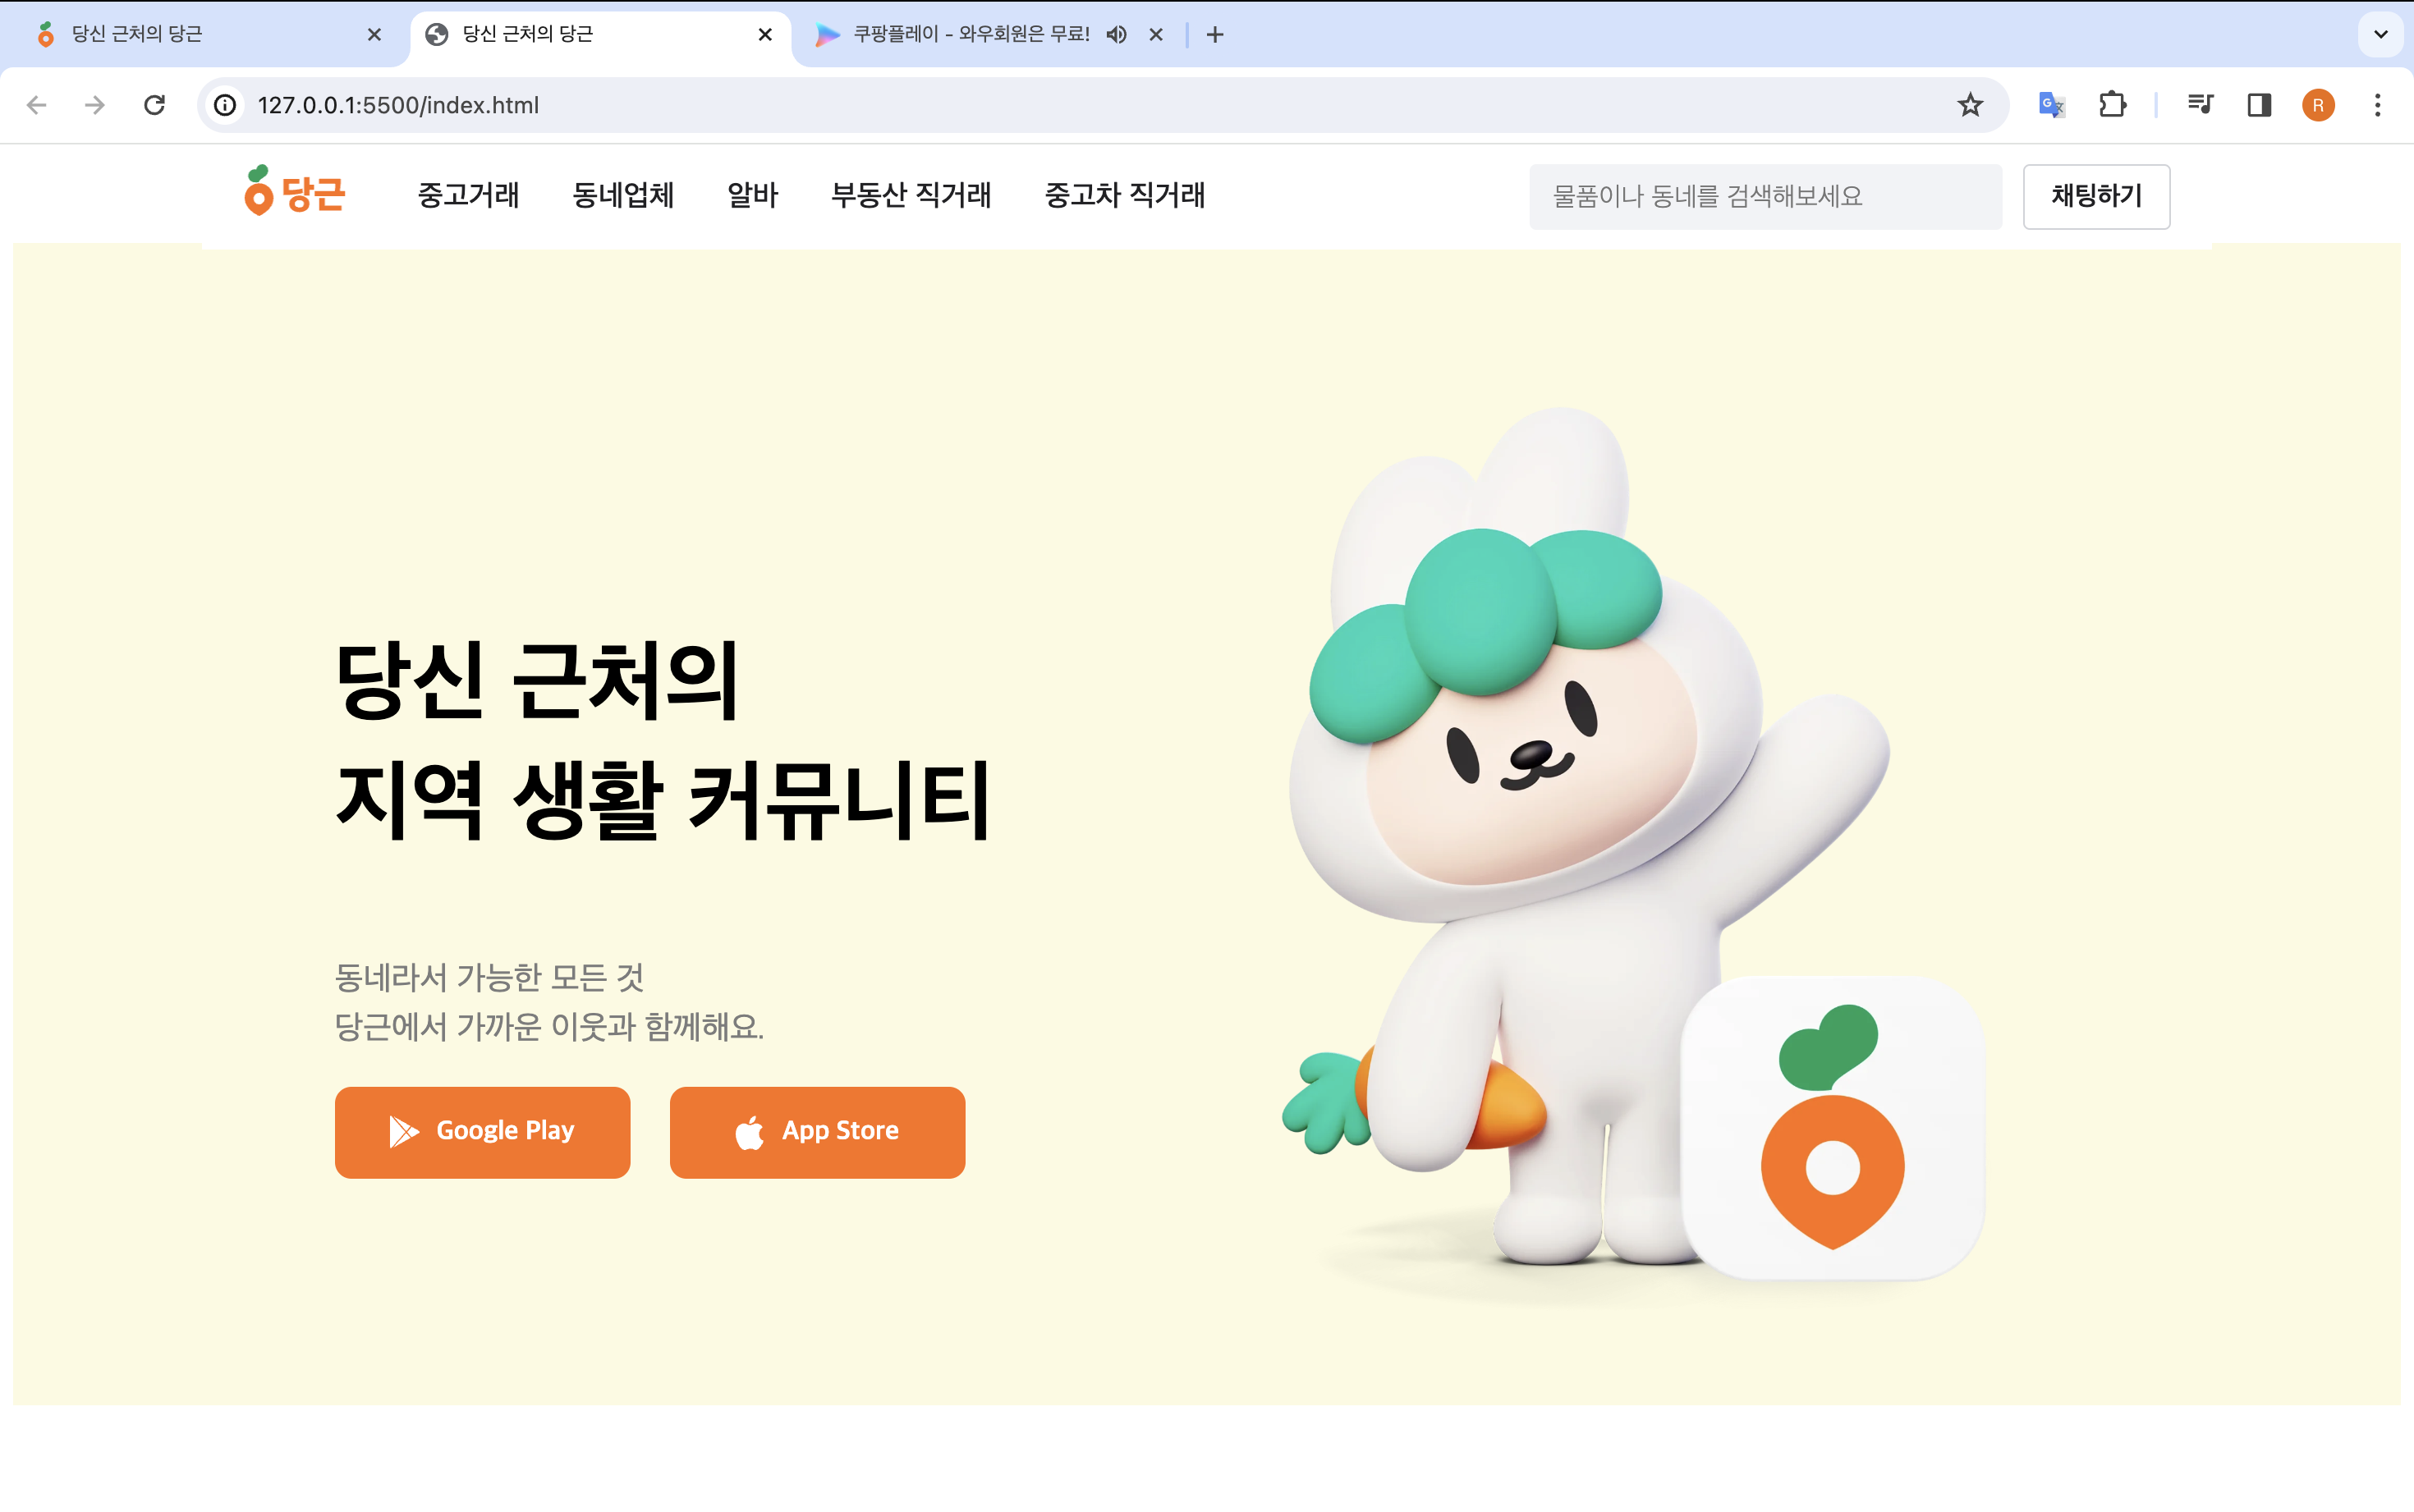 당신 근처의 당근
당신 근처의 당근
쿠팡플레이 - 와우회원은 무료!
127.0.0.1:5500/index.html
R
당근
중고거래
동네업체
알바
부동산 직거래
중고차 직거래
물품이나 동네를 검색해보세요
채팅하기
당신 근처의
지역 생활 커뮤니티
동네라서 가능한 모든 것
당근에서 가까운 이웃과 함께해요.
Google Play
App Store